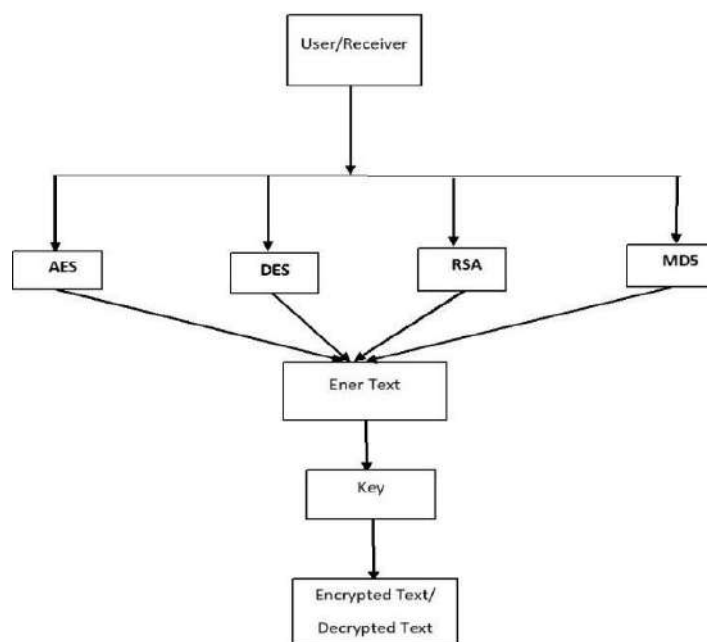 User/Receiver
AES
DES
RSA
MD5
Ener Text
Key
Encrypted Text/
Decrypted Text